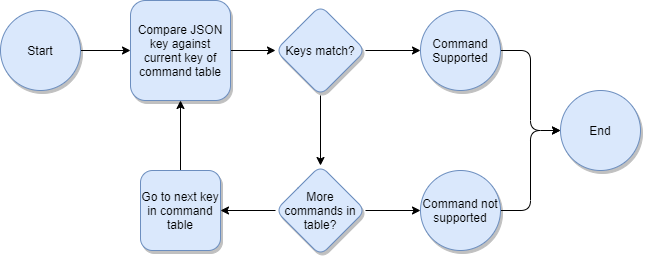 Start
Compare JSON
key against
current key of
command table
Keys match?
Command
Supported
End
Go to next key
in command
table
More
commands in
table?
Command not
supported